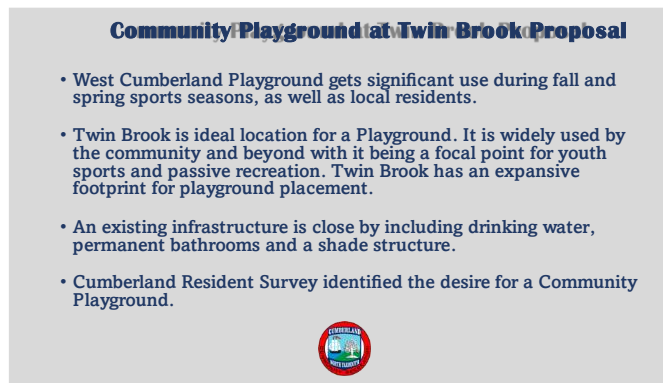 Community Playground at Twin Brook Proposal
• West Cumberland Playground gets significant use during fall and
spring sports seasons, as well as local residents.
• Twin Brook is ideal location for a Playground. It is widely used by
the community and beyond with it being a focal point for youth
sports and passive recreation. Twin Brook has an expansive
footprint for playground placement.
• An existing infrastructure is close by including drinking water,
permanent bathrooms and a shade structure.
• Cumberland Resident Survey identified the desire for a Community
Playground.
CUMBERLAND
NORTH YARMOUTH